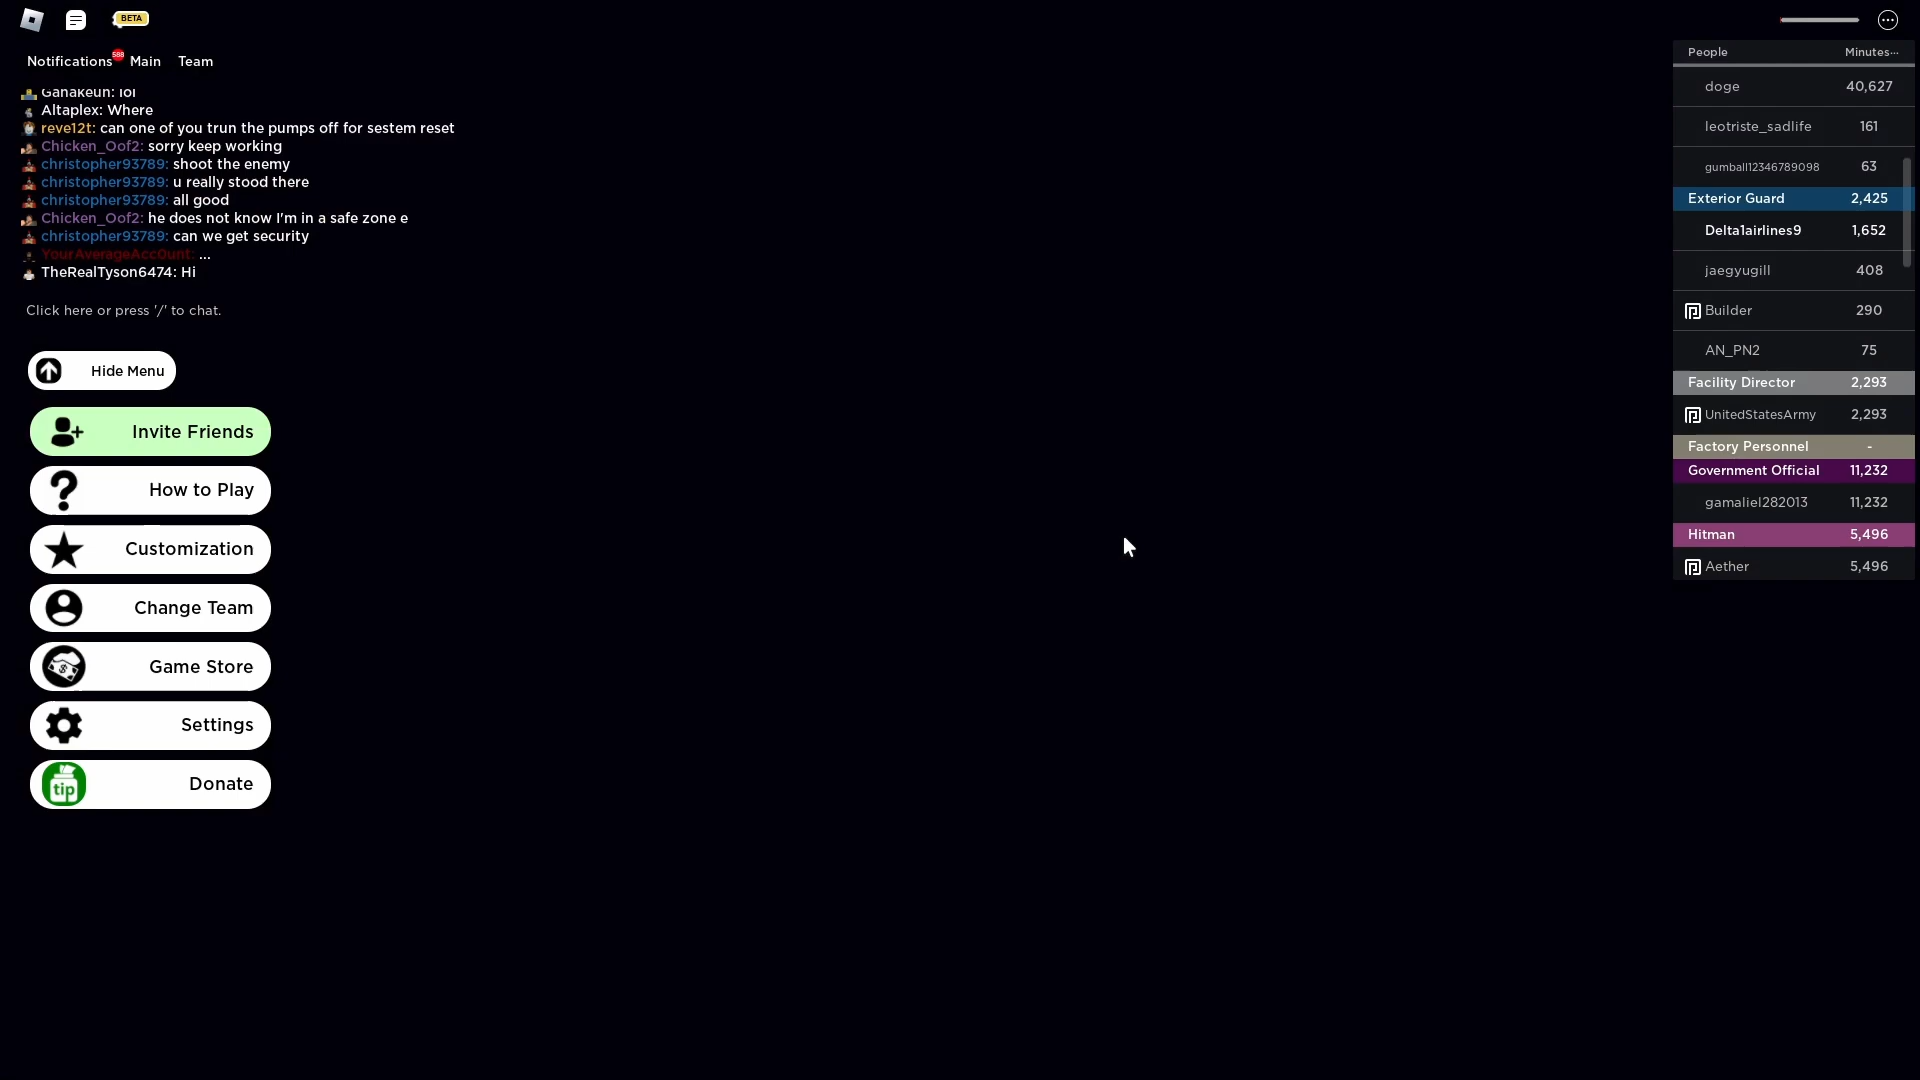 BETA
Notifications 588 Main Team
Ganakeun: lol
Altaplex: Where
reve12t: can one of you trun the pumps off for sestem reset
Chicken_Oof2: sorry keep working
christopher93789: shoot the enemy
christopher93789: u really stood there
christopher93789: all good
Chicken_Oof2: he does not know I'm in a safe zone e
christopher93789: can we get security
YourAverageAcc0unt: ...
TheRealTyson6474: Hi
Click here or press '/' to chat.
Hide Menu
Invite Friends
How to Play
Customization
Change Team
Game Store
Settings
tip Donate
People Minutes...
doge 40,627
leotriste_sadlife 161
gumball12346789098 63
Exterior Guard 2,425
Delta1airlines9 1,652
jaegyugill 408
Builder 290
AN_PN2 75
Facility Director 2,293
UnitedStatesArmy 2,293
Factory Personnel -
Government Official 11,232
gamaliel282013 11,232
Hitman 5,496
Aether 5,496